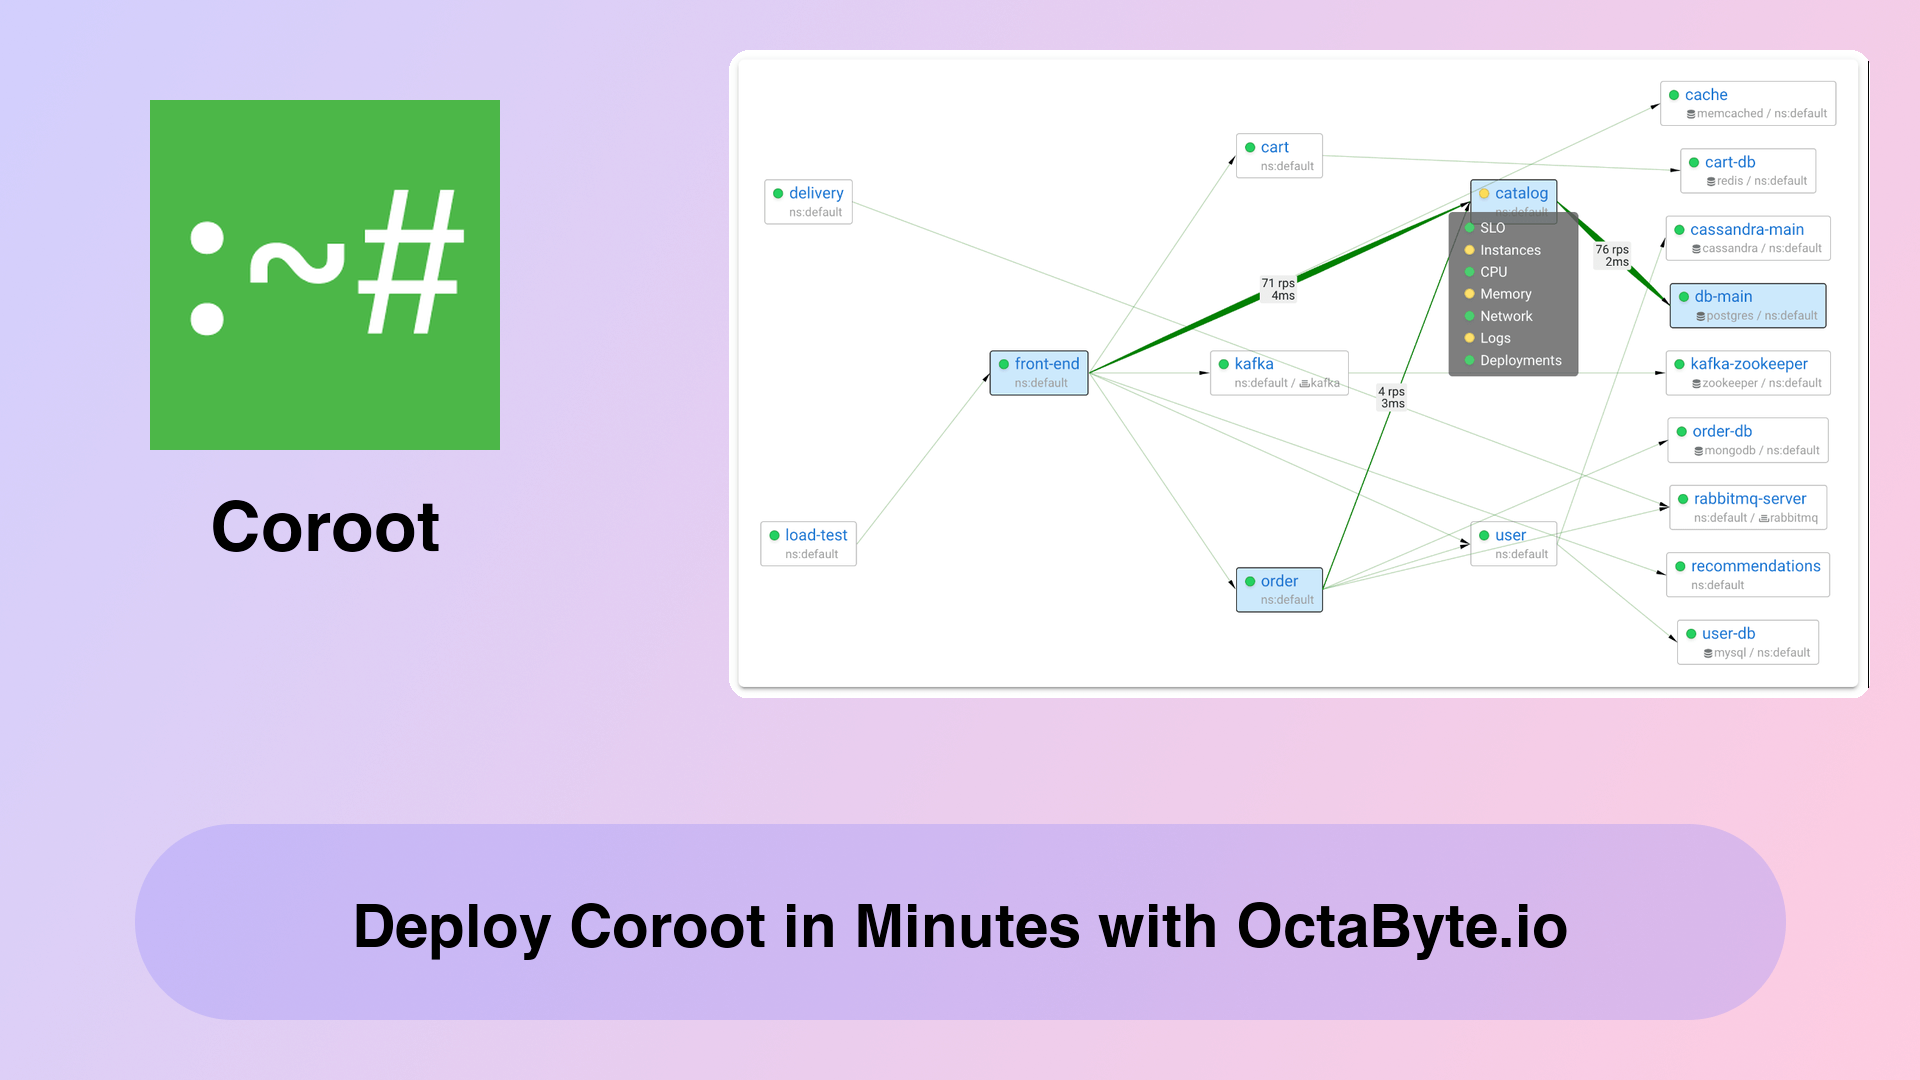 :~#
Coroot
delivery
ns:default
load-test
ns:default
front-end
ns:default
cart
ns:default
kafka
ns:default / kafka
order
ns:default
71 rps
4ms
4 rps
3ms
catalog
ns:default
SLO
Instances
CPU
Memory
Network
Logs
Deployments
76 rps
2ms
user
ns:default
cache
memcached / ns:default
cart-db
redis / ns:default
cassandra-main
cassandra / ns:default
db-main
postgres / ns:default
kafka-zookeeper
zookeeper / ns:default
order-db
mongodb / ns:default
rabbitmq-server
ns:default / rabbitmq
recommendations
ns:default
user-db
mysql / ns:default
Deploy Coroot in Minutes with OctaByte.io